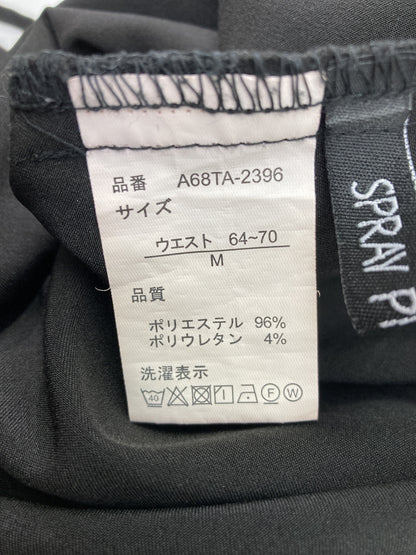 品番 A68TA-2396
サイズ
ウエスト 64~70
M
品質
ポリエステル 96%
ポリウレタン 4%
洗濯表示
40 F W
SPRAY